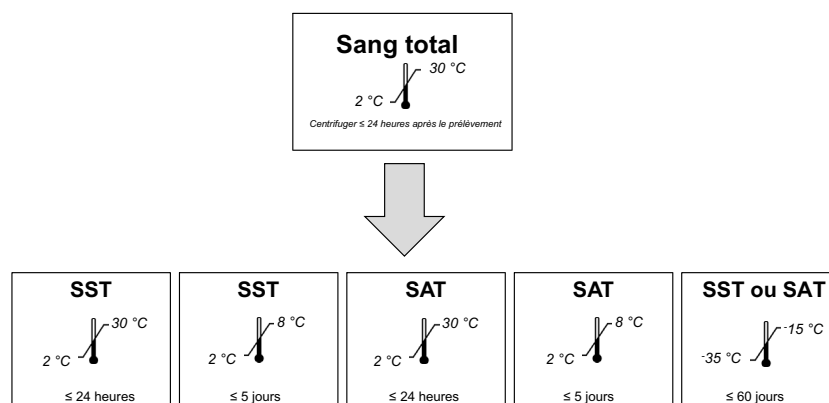 Sang total
30 °C
2 °C
Centrifuger ≤ 24 heures après le prélèvement
SST
30 °C
2 °C
≤ 24 heures
SST
8 °C
2 °C
≤ 5 jours
SAT
30 °C
2 °C
≤ 24 heures
SAT
8 °C
2 °C
≤ 5 jours
SST ou SAT
-15 °C
-35 °C
≤ 60 jours